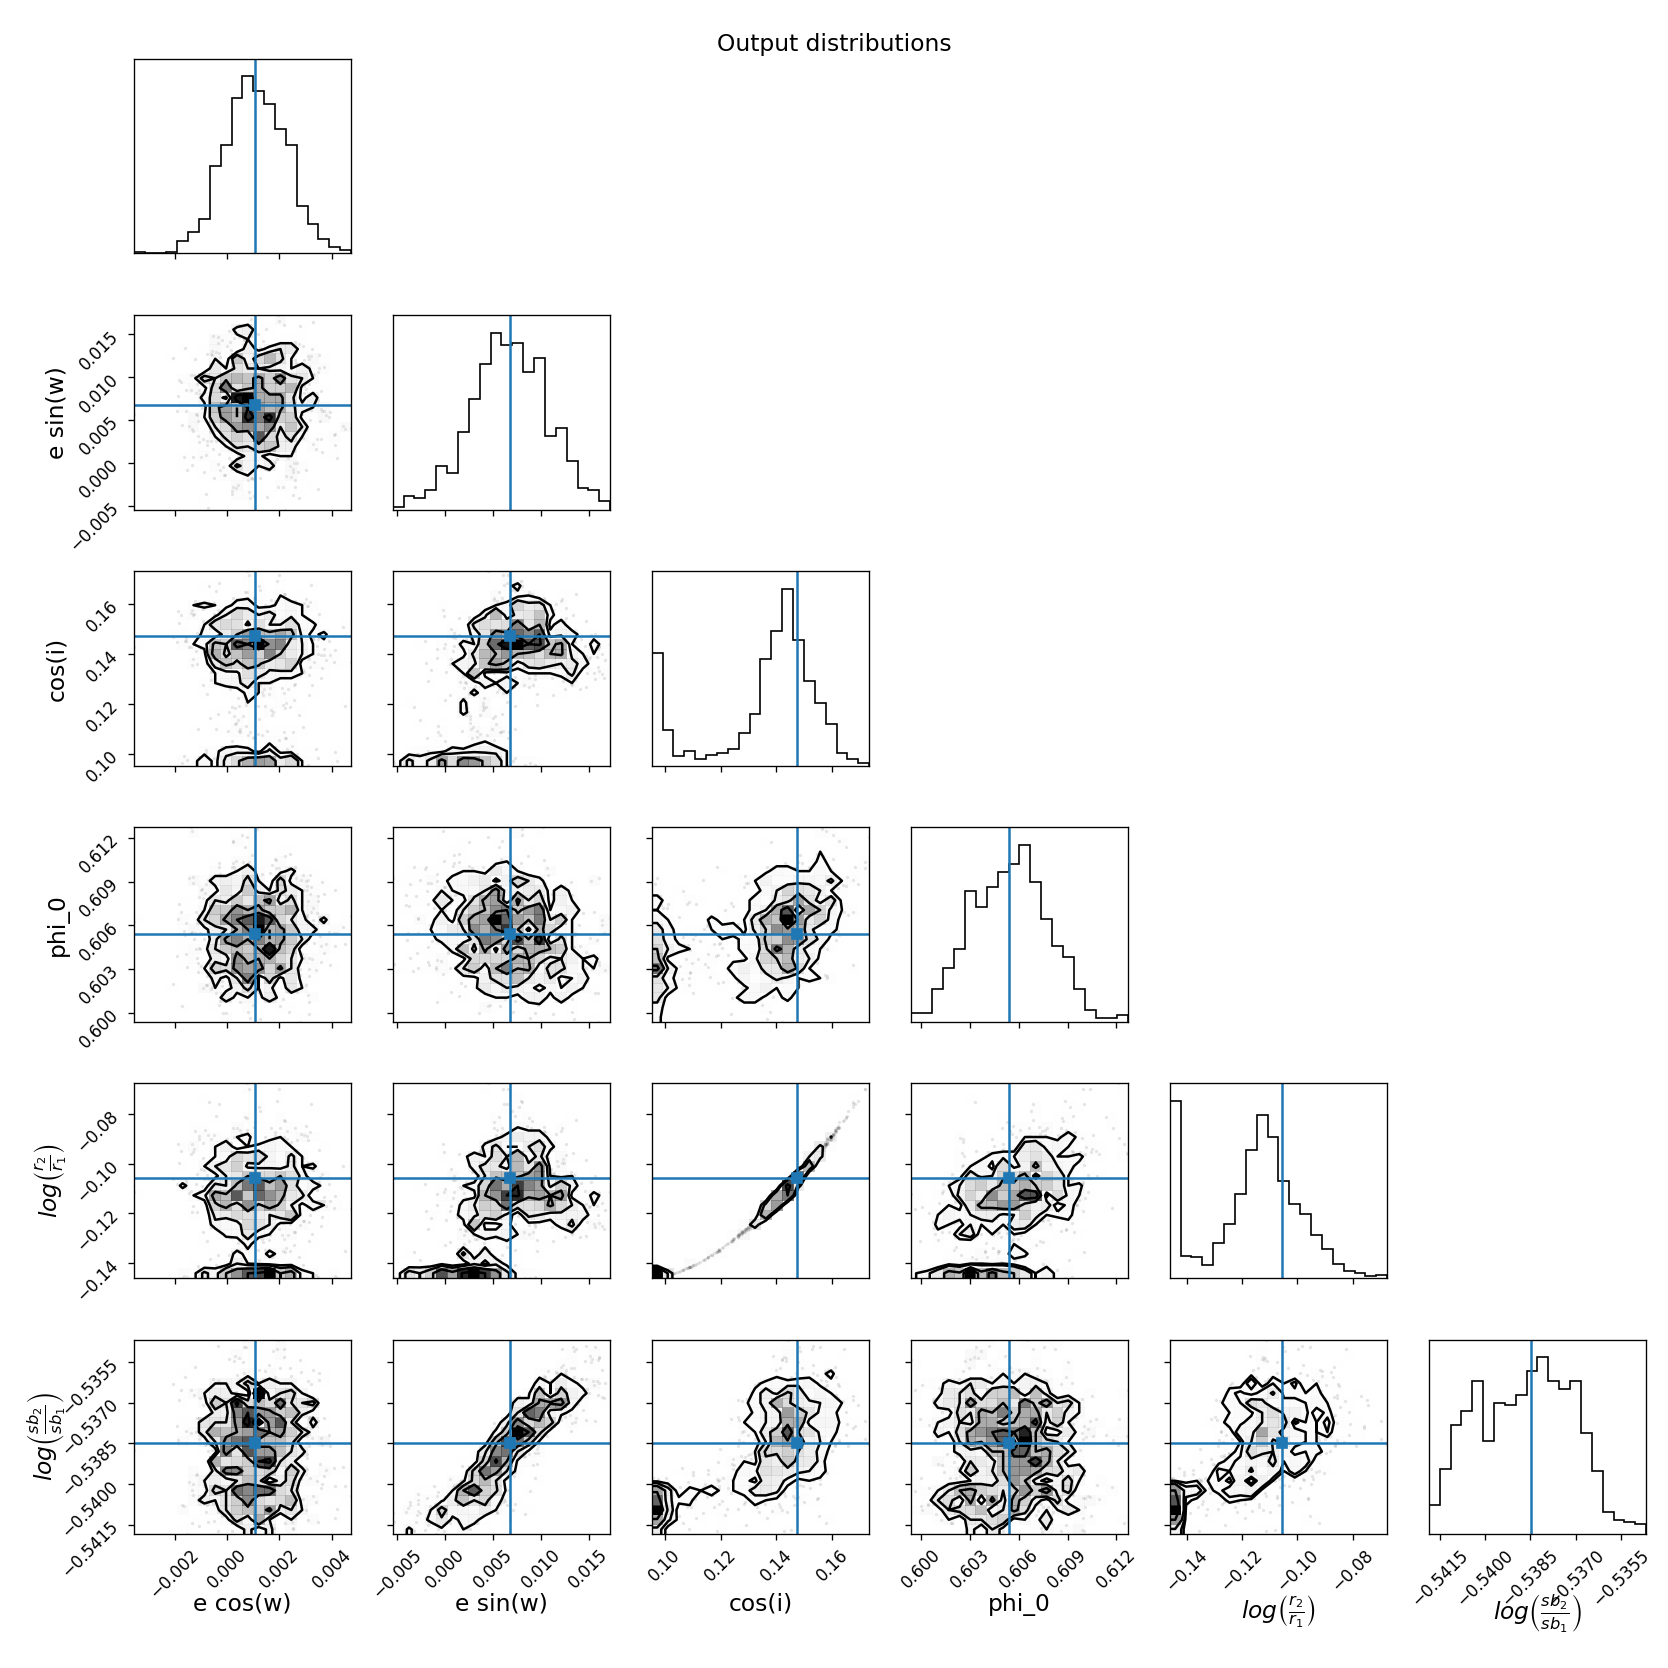 Output distributions
0.015
0.010
0.005
0.000
−0.005
e sin(w)
0.16
0.14
0.12
0.10
cos(i)
0.612
0.609
0.606
0.603
0.600
phi_0
−0.08
−0.10
−0.12
−0.14
log(r₂/r₁)
−0.5355
−0.5370
−0.5385
−0.5400
−0.5415
log(sb₂/sb₁)
−0.002 0.000 0.002 0.004
−0.005 0.000 0.005 0.010 0.015
0.10 0.12 0.14 0.16
0.600 0.603 0.606 0.609 0.612
−0.14 −0.12 −0.10 −0.08
−0.5415 −0.5400 −0.5385 −0.5370 −0.5355
e cos(w)
e sin(w)
cos(i)
phi_0
log(r₂/r₁)
log(sb₂/sb₁)